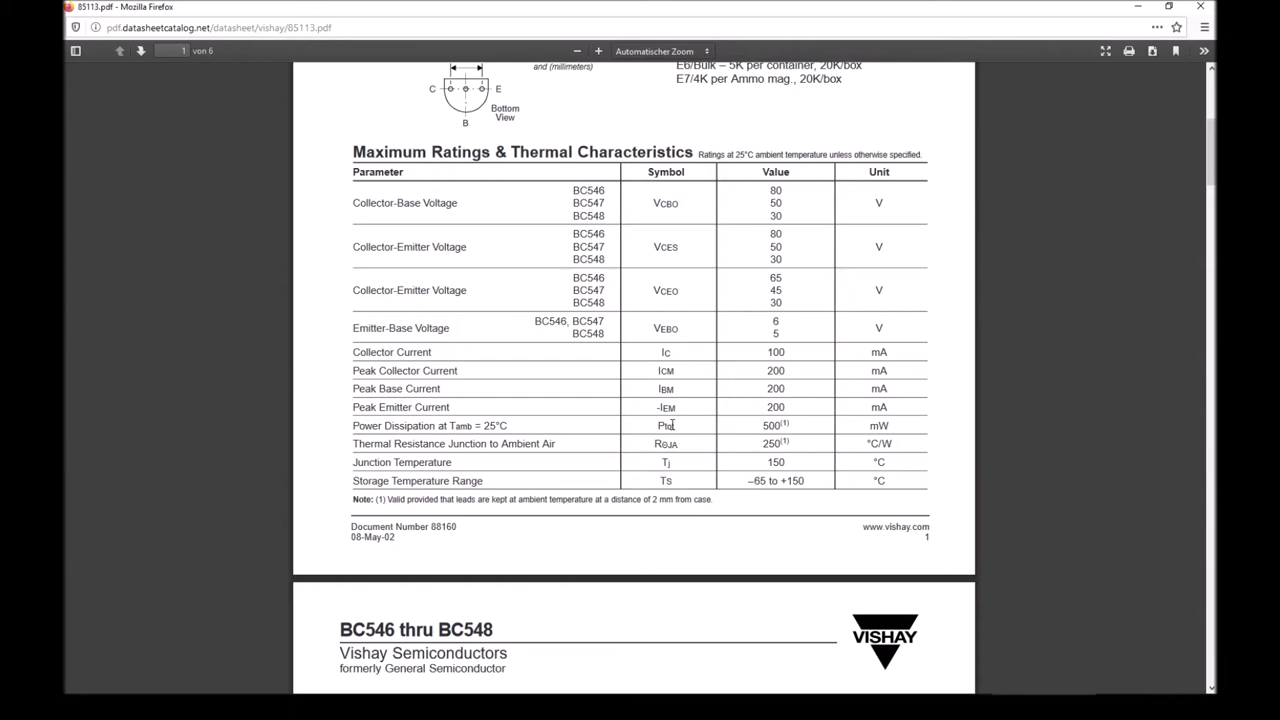 85113.pdf - Mozilla Firefox
pdf.datasheetcatalog.net/datasheet/vishay/85113.pdf
1 von 6
Automatischer Zoom
and (millimeters)
E6/Bulk – 5K per container, 20K/box
E7/4K per Ammo mag., 20K/box
C E
Bottom
View
B
Maximum Ratings & Thermal Characteristics Ratings at 25°C ambient temperature unless otherwise specified.
Parameter Symbol Value Unit
BC546 80
Collector-Base Voltage BC547 VCBO 50 V
BC548 30
BC546 80
Collector-Emitter Voltage BC547 VCES 50 V
BC548 30
BC546 65
Collector-Emitter Voltage BC547 VCEO 45 V
BC548 30
BC546, BC547 6
Emitter-Base Voltage VEBO V
BC548 5
Collector Current IC 100 mA
Peak Collector Current ICM 200 mA
Peak Base Current IBM 200 mA
Peak Emitter Current -IEM 200 mA
Power Dissipation at Tamb = 25°C Ptot 500(1) mW
Thermal Resistance Junction to Ambient Air RΘJA 250(1) °C/W
Junction Temperature Tj 150 °C
Storage Temperature Range TS –65 to +150 °C
Note: (1) Valid provided that leads are kept at ambient temperature at a distance of 2 mm from case.
Document Number 88160 www.vishay.com
08-May-02 1
BC546 thru BC548
Vishay Semiconductors
formerly General Semiconductor
VISHAY